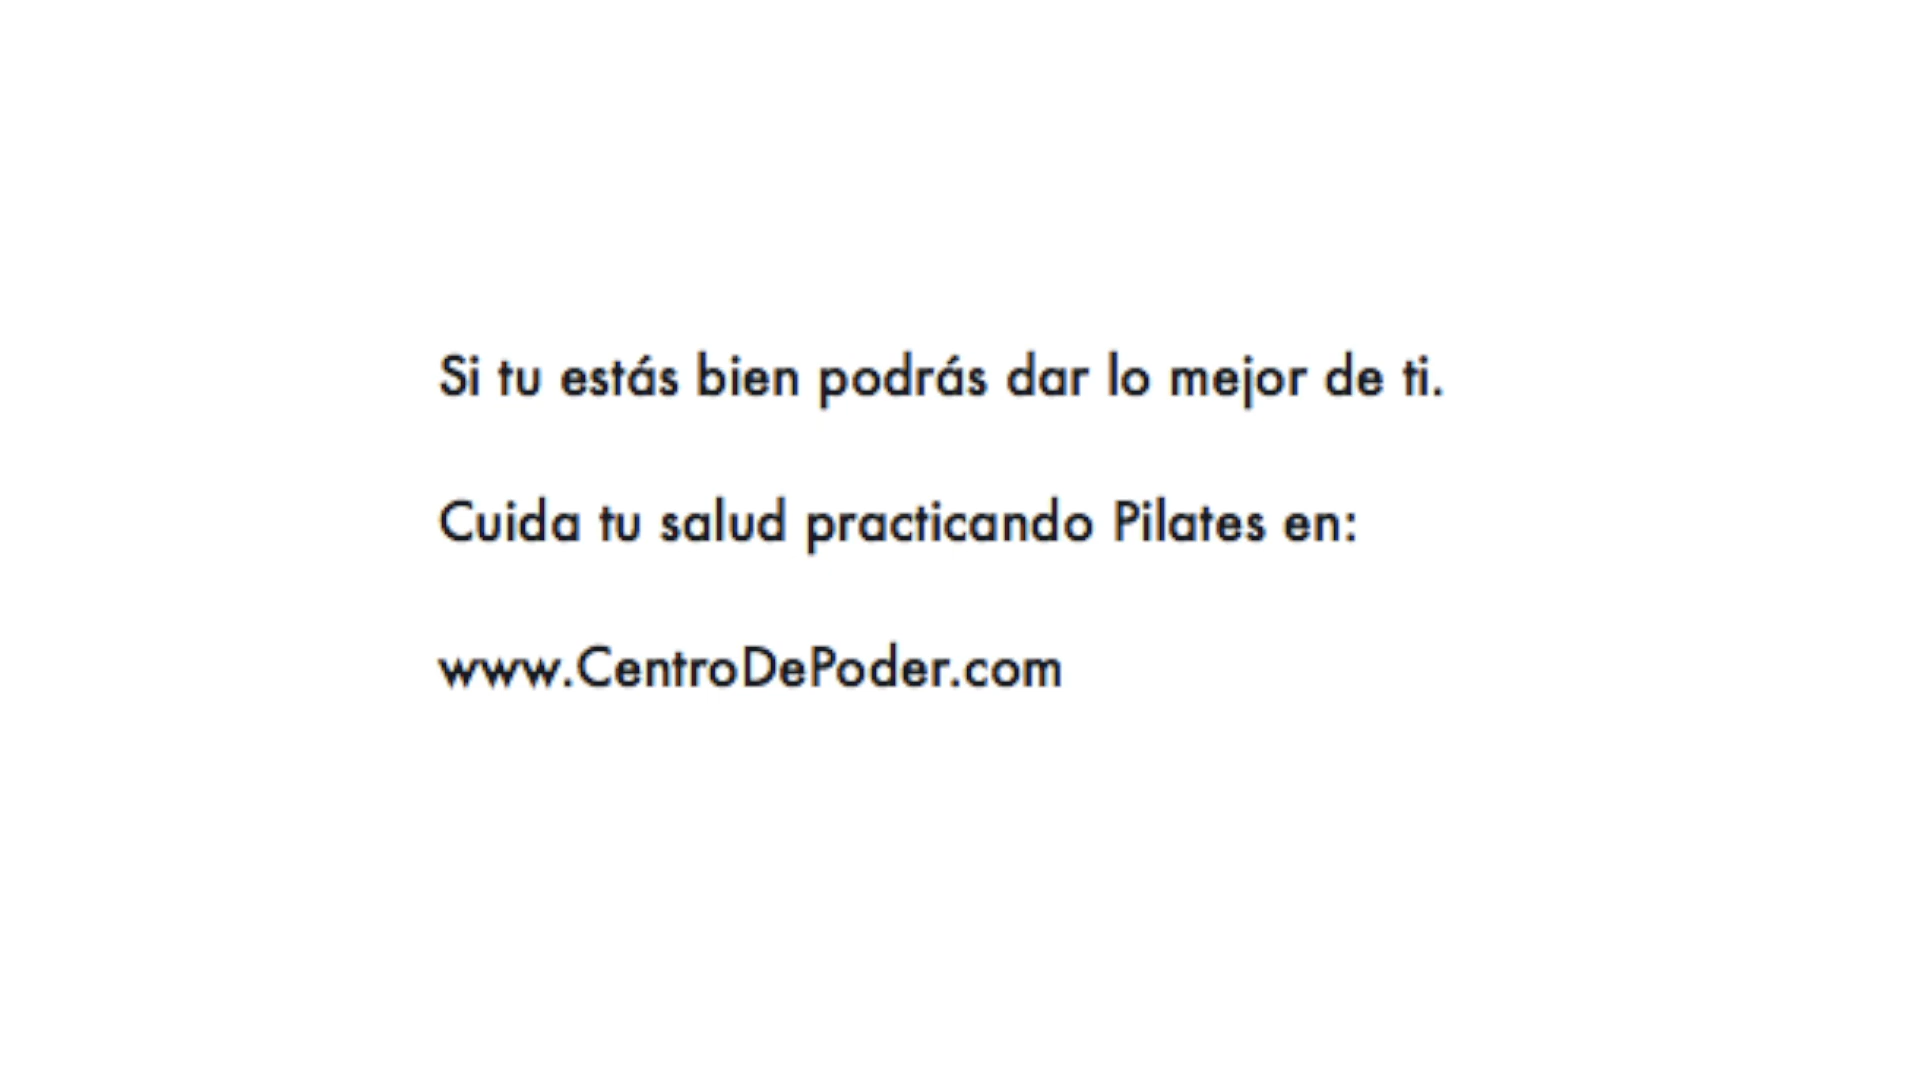 Si tu estás bien podrás dar lo mejor de ti.
Cuida tu salud practicando Pilates en:
www.CentroDePoder.com